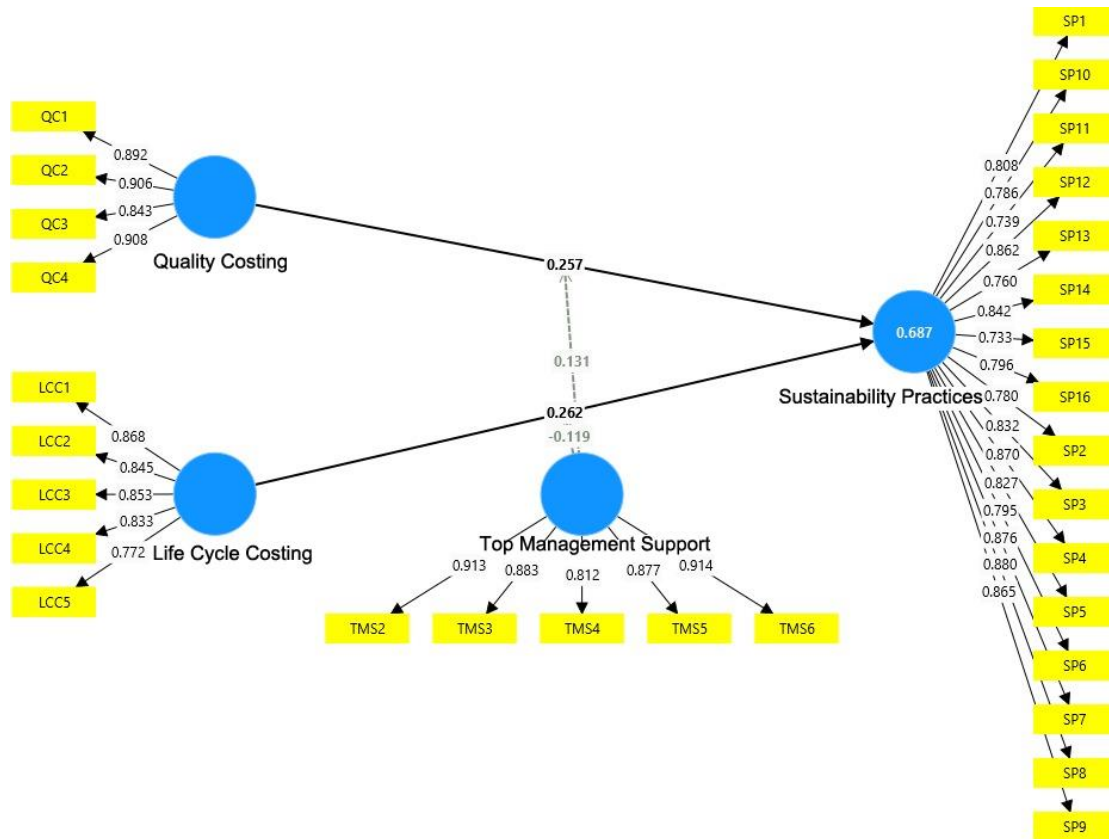 SP1
SP10
SP11
SP12
SP13
SP14
SP15
SP16
SP2
SP3
SP4
SP5
SP6
SP7
SP8
SP9
0.808
0.786
0.739
0.862
0.760
0.842
0.733
0.796
0.780
0.832
0.870
0.827
0.795
0.876
0.880
0.865
QC1
QC2
QC3
QC4
0.892
0.906
0.843
0.908
Quality Costing
0.257
0.131
0.262
-0.119
0.687
Sustainability Practices
LCC1
LCC2
LCC3
LCC4
LCC5
0.868
0.845
0.853
0.833
0.772
Life Cycle Costing
Top Management Support
0.913
0.883
0.812
0.877
0.914
TMS2
TMS3
TMS4
TMS5
TMS6